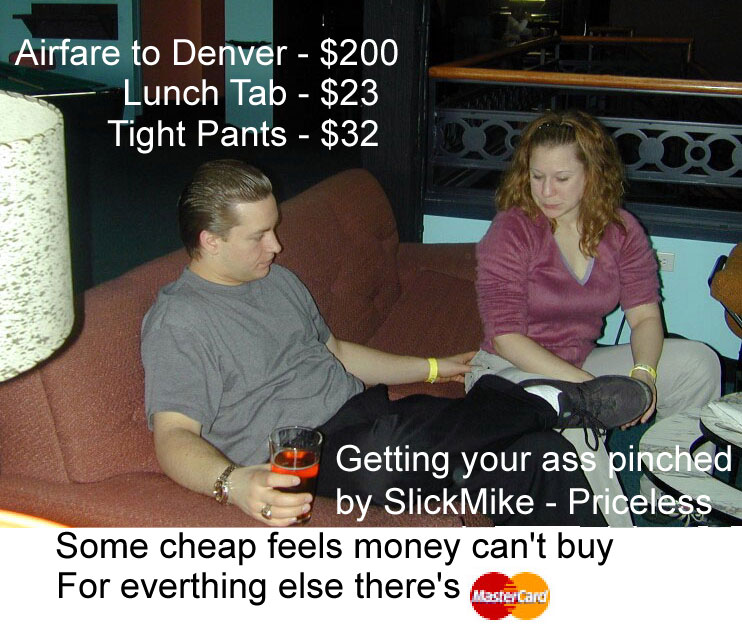 Airfare to Denver - $200
Lunch Tab - $23
Tight Pants - $32
Getting your ass pinched
by SlickMike - Priceless
Some cheap feels money can't buy
For everthing else there's MasterCard